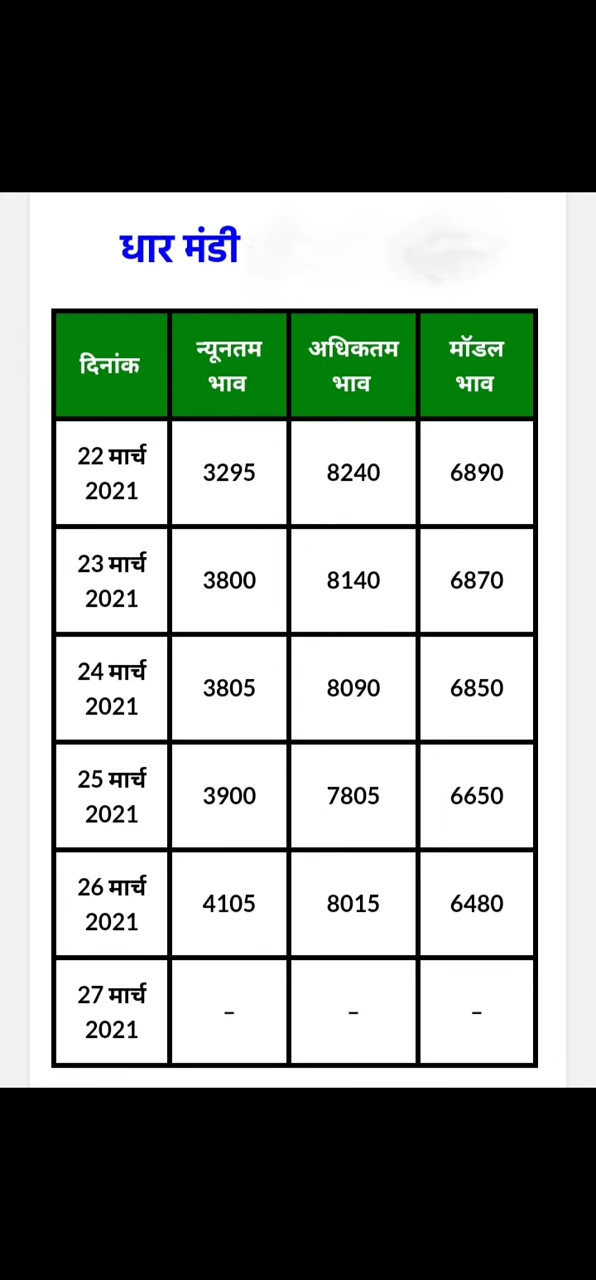 धार मंडी
दिनांक न्यूनतम भाव अधिकतम भाव मॉडल भाव
22 मार्च 2021 3295 8240 6890
23 मार्च 2021 3800 8140 6870
24 मार्च 2021 3805 8090 6850
25 मार्च 2021 3900 7805 6650
26 मार्च 2021 4105 8015 6480
27 मार्च 2021 - - -